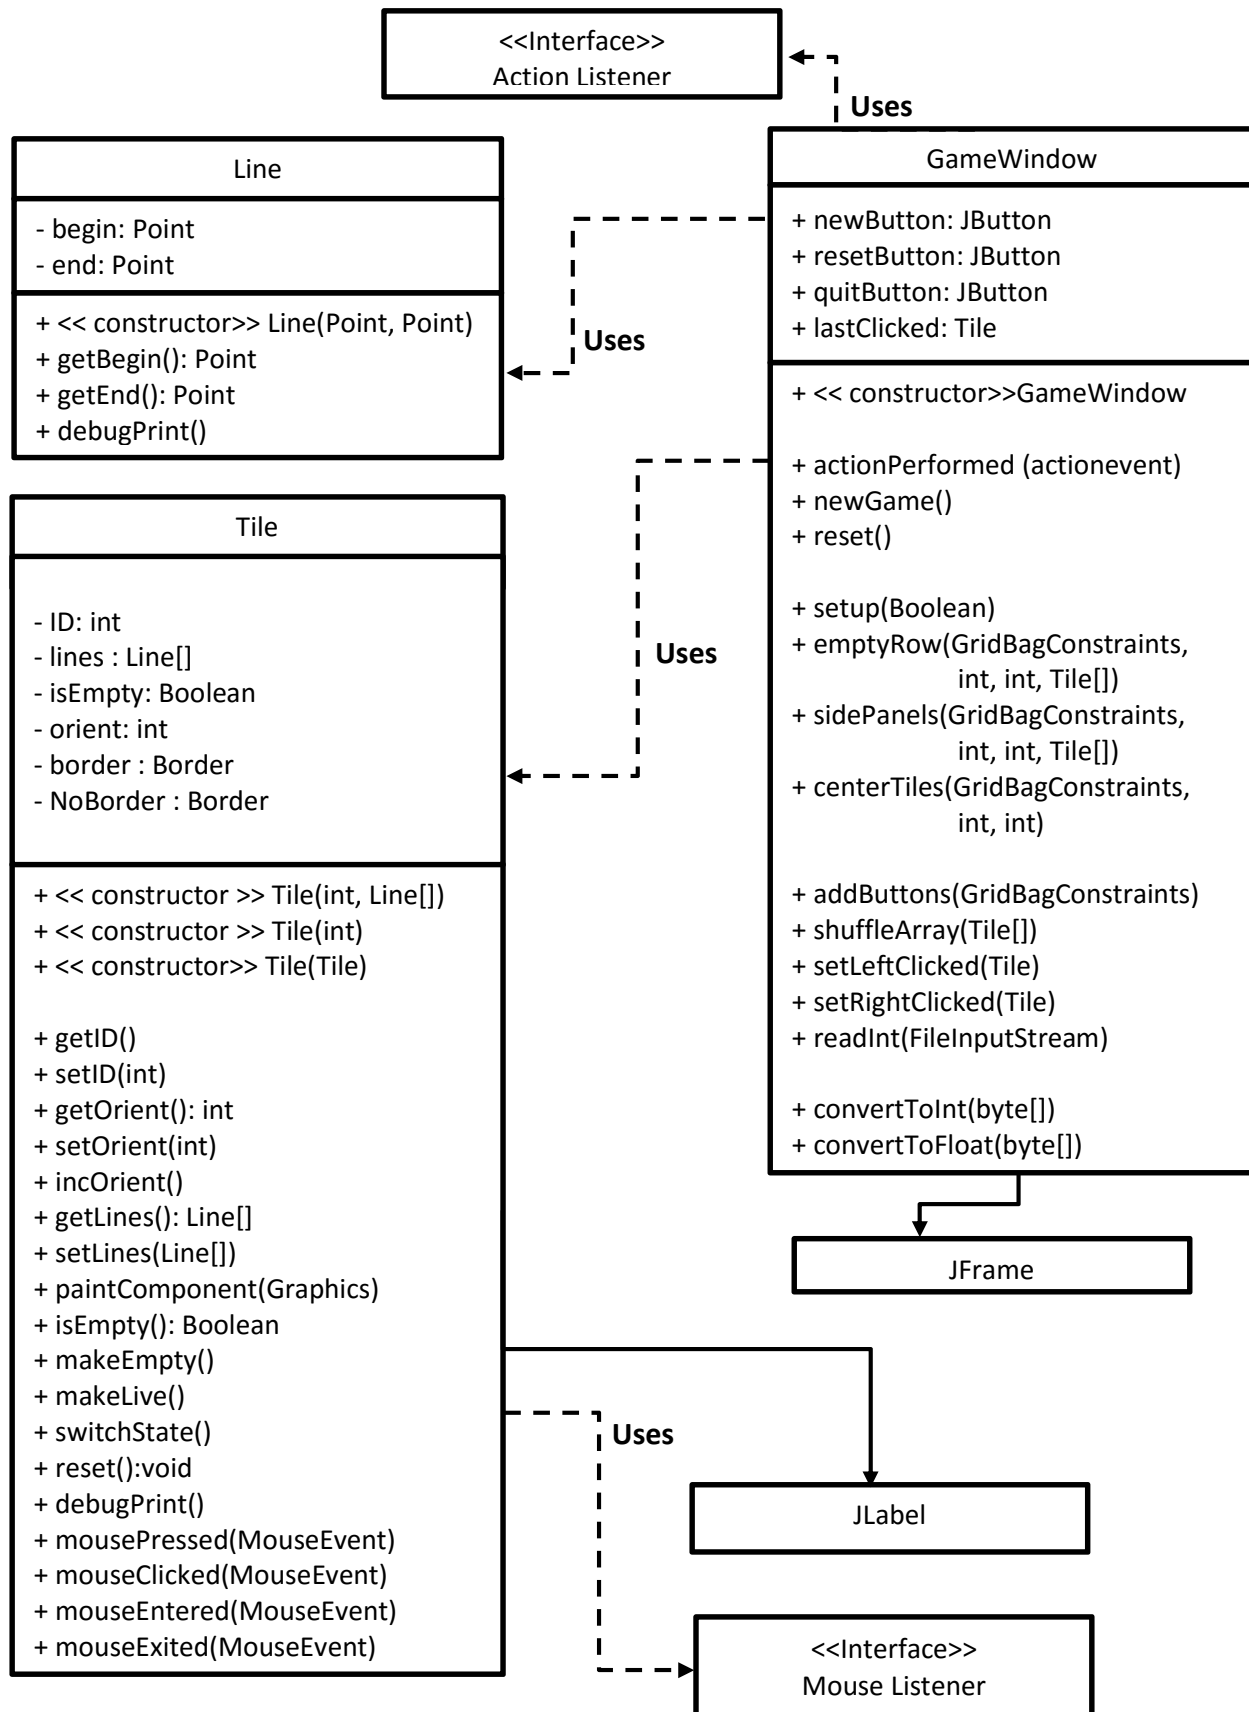 <<Interface>>
Action Listener
Uses
Line
- begin: Point
- end: Point
+ << constructor>> Line(Point, Point)
+ getBegin(): Point
+ getEnd(): Point
+ debugPrint()
Uses
GameWindow
+ newButton: JButton
+ resetButton: JButton
+ quitButton: JButton
+ lastClicked: Tile
+ << constructor>>GameWindow
+ actionPerformed (actionevent)
+ newGame()
+ reset()
+ setup(Boolean)
+ emptyRow(GridBagConstraints,
int, int, Tile[])
+ sidePanels(GridBagConstraints,
int, int, Tile[])
+ centerTiles(GridBagConstraints,
int, int)
+ addButtons(GridBagConstraints)
+ shuffleArray(Tile[])
+ setLeftClicked(Tile)
+ setRightClicked(Tile)
+ readInt(FileInputStream)
+ convertToInt(byte[])
+ convertToFloat(byte[])
Uses
Tile
- ID: int
- lines : Line[]
- isEmpty: Boolean
- orient: int
- border : Border
- NoBorder : Border
+ << constructor >> Tile(int, Line[])
+ << constructor >> Tile(int)
+ << constructor>> Tile(Tile)
+ getID()
+ setID(int)
+ getOrient(): int
+ setOrient(int)
+ incOrient()
+ getLines(): Line[]
+ setLines(Line[])
+ paintComponent(Graphics)
+ isEmpty(): Boolean
+ makeEmpty()
+ makeLive()
+ switchState()
+ reset():void
+ debugPrint()
+ mousePressed(MouseEvent)
+ mouseClicked(MouseEvent)
+ mouseEntered(MouseEvent)
+ mouseExited(MouseEvent)
JFrame
Uses
JLabel
<<Interface>>
Mouse Listener